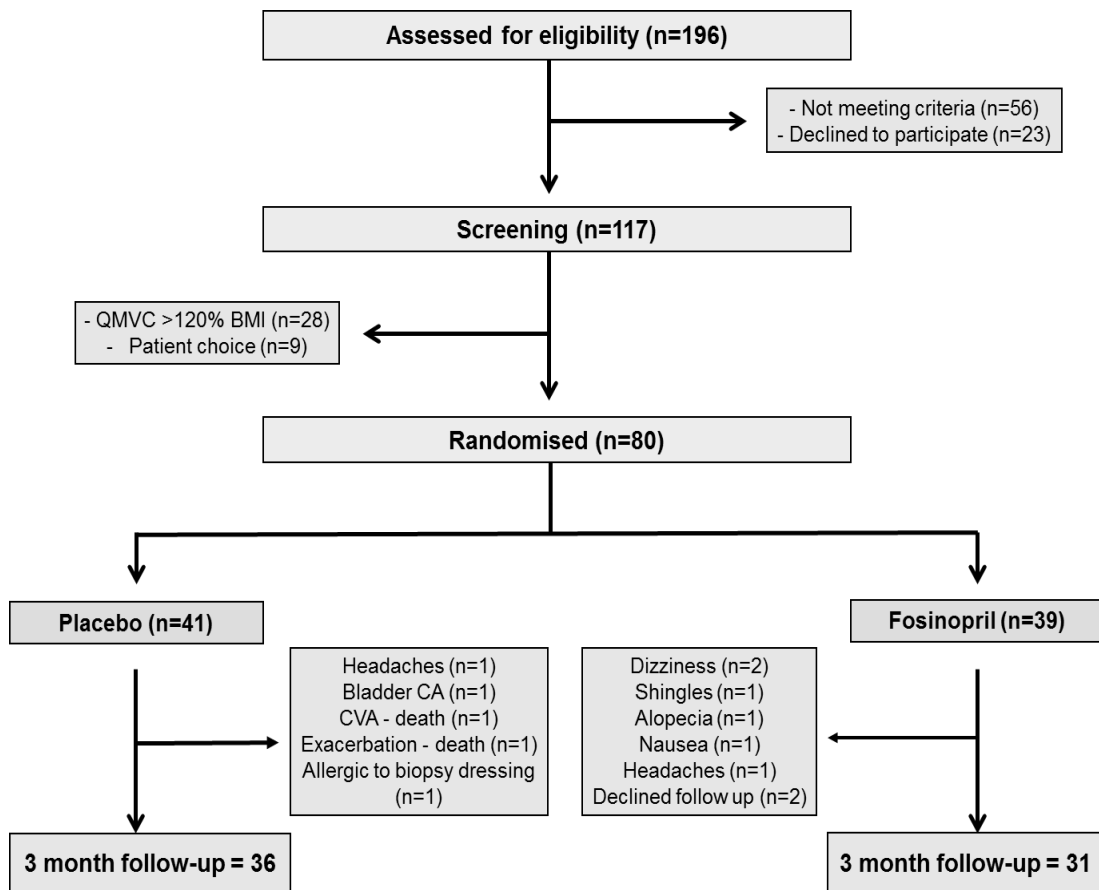 Assessed for eligibility (n=196)
- Not meeting criteria (n=56)
- Declined to participate (n=23)
Screening (n=117)
- QMVC >120% BMI (n=28)
- Patient choice (n=9)
Randomised (n=80)
Placebo (n=41)
Fosinopril (n=39)
Headaches (n=1)
Bladder CA (n=1)
CVA - death (n=1)
Exacerbation - death (n=1)
Allergic to biopsy dressing
(n=1)
Dizziness (n=2)
Shingles (n=1)
Alopecia (n=1)
Nausea (n=1)
Headaches (n=1)
Declined follow up (n=2)
3 month follow-up = 36
3 month follow-up = 31